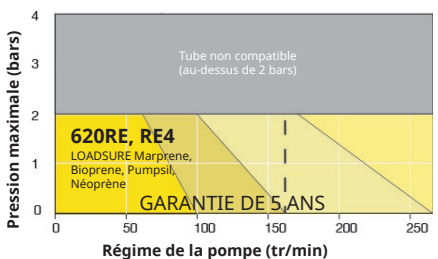 Pression maximale (bars)
4
3
2
1
0
Tube non compatible
(au-dessus de 2 bars)
620RE, RE4
LOADSURE Marprene,
Bioprene, Pumpsil,
Néoprène
GARANTIE DE 5 ANS
0 50 100 150 200 250
Régime de la pompe (tr/min)